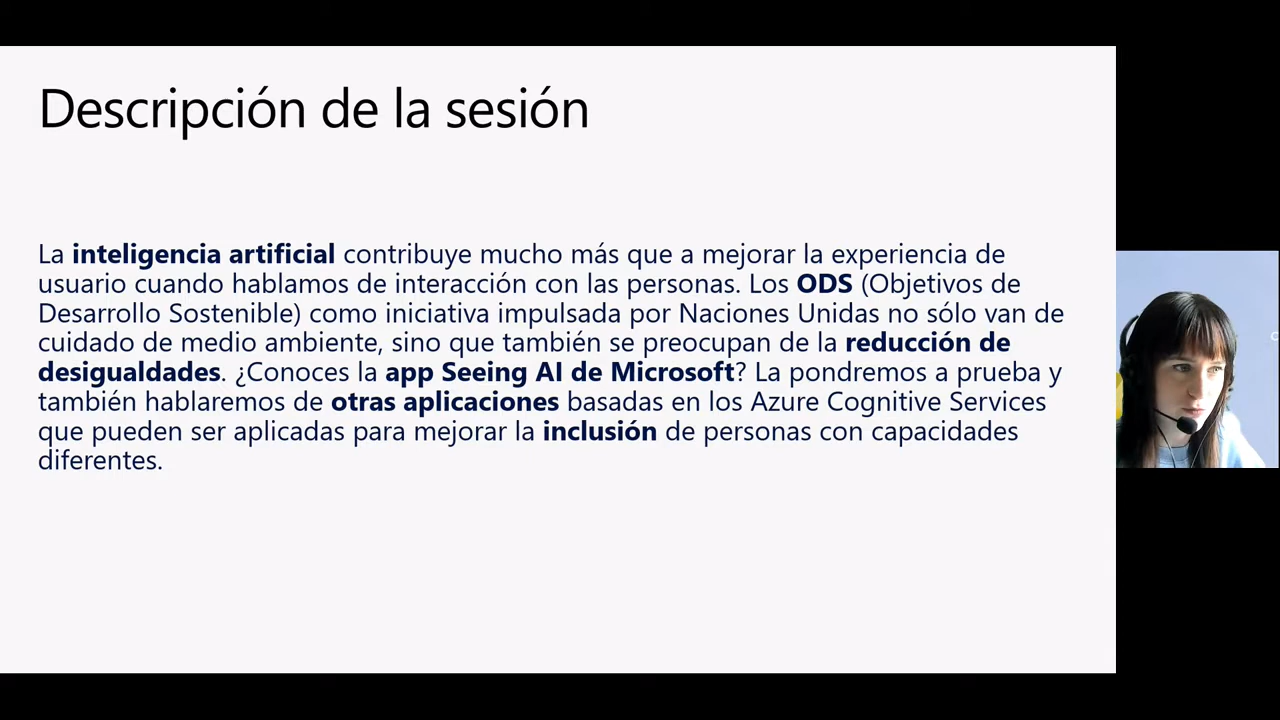 Descripción de la sesión
La inteligencia artificial contribuye mucho más que a mejorar la experiencia de
usuario cuando hablamos de interacción con las personas. Los ODS (Objetivos de
Desarrollo Sostenible) como iniciativa impulsada por Naciones Unidas no sólo van de
cuidado de medio ambiente, sino que también se preocupan de la reducción de
desigualdades. ¿Conoces la app Seeing AI de Microsoft? La pondremos a prueba y
también hablaremos de otras aplicaciones basadas en los Azure Cognitive Services
que pueden ser aplicadas para mejorar la inclusión de personas con capacidades
diferentes.